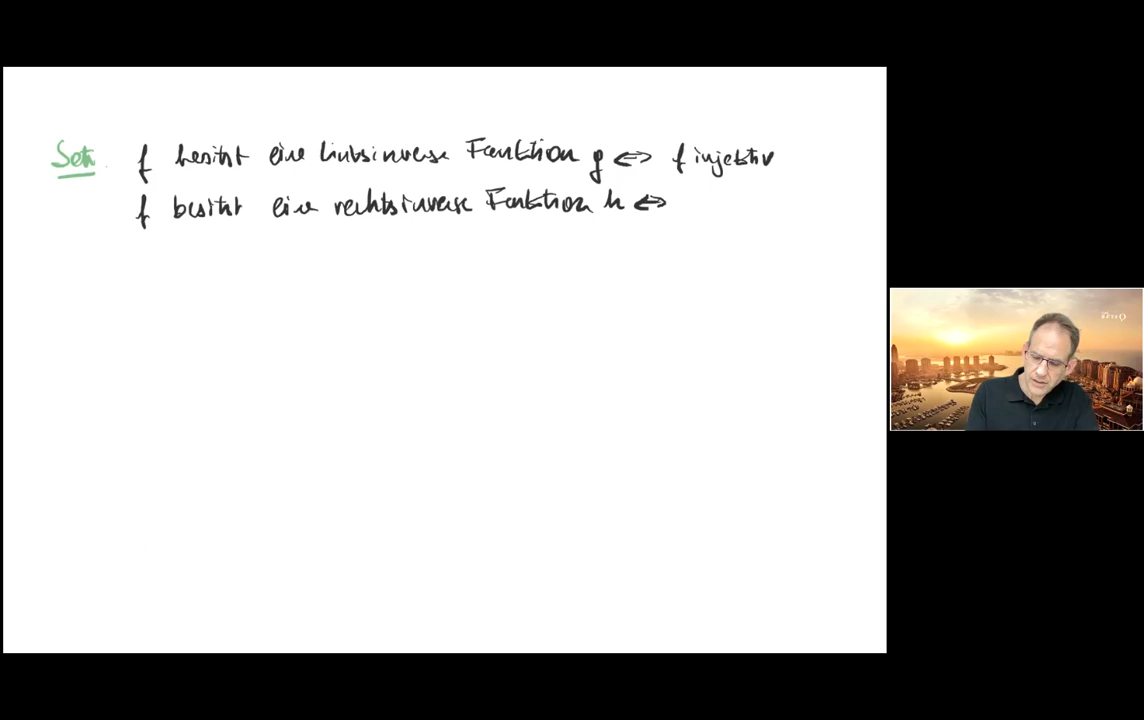 Satz. f besitzt eine linksinverse Funktion g ⇔ f injektiv
f besitzt eine rechtsinverse Funktion h ⇔